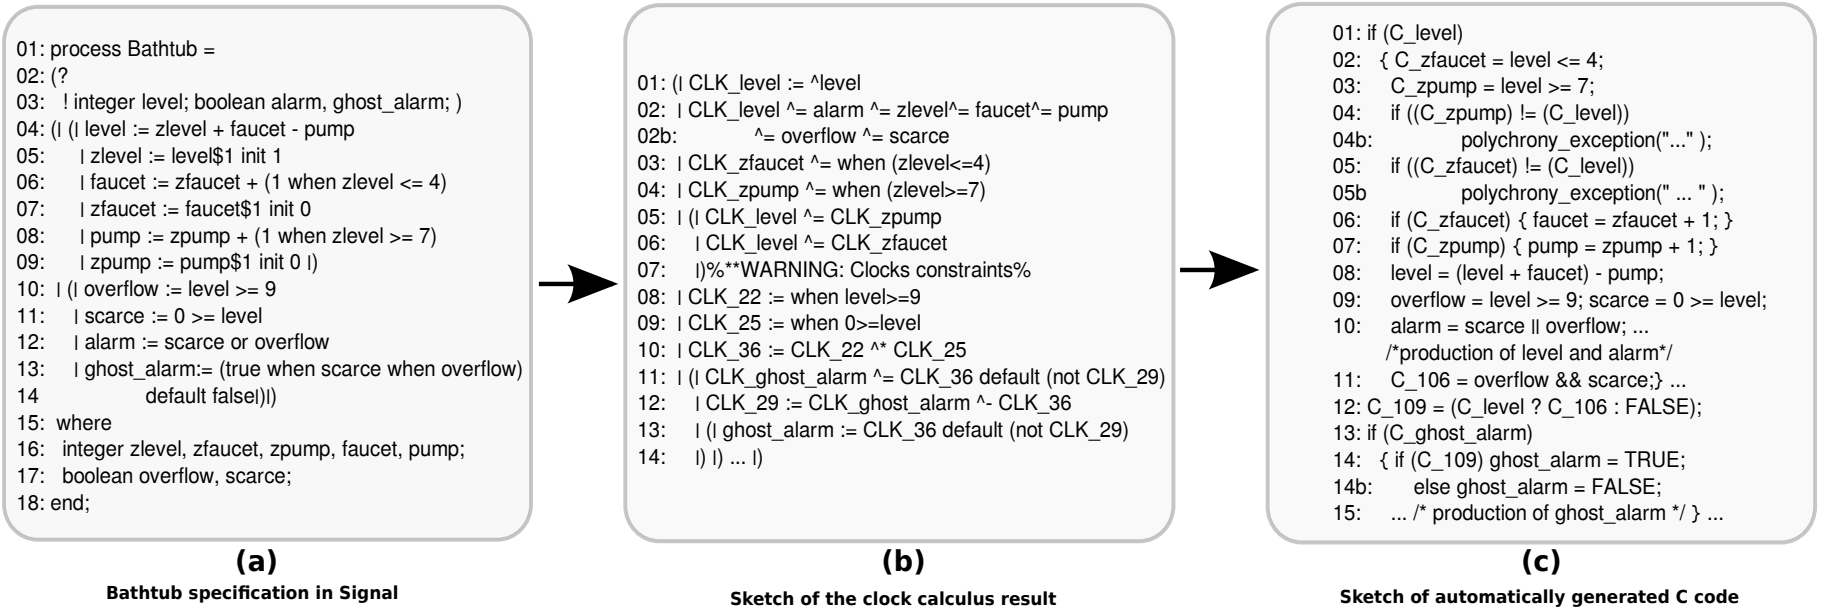 01: process Bathtub =
02: (?
03: ! integer level; boolean alarm, ghost_alarm; )
04: (| (| level := zlevel + faucet - pump
05: | zlevel := level$1 init 1
06: | faucet := zfaucet + (1 when zlevel <= 4)
07: | zfaucet := faucet$1 init 0
08: | pump := zpump + (1 when zlevel >= 7)
09: | zpump := pump$1 init 0 |)
10: | (| overflow := level >= 9
11: | scarce := 0 >= level
12: | alarm := scarce or overflow
13: | ghost_alarm:= (true when scarce when overflow)
14 default false|)|)
15: where
16: integer zlevel, zfaucet, zpump, faucet, pump;
17: boolean overflow, scarce;
18: end;
(a)
Bathtub specification in Signal
01: (| CLK_level := ^level
02: | CLK_level ^= alarm ^= zlevel^= faucet^= pump
02b: ^= overflow ^= scarce
03: | CLK_zfaucet ^= when (zlevel<=4)
04: | CLK_zpump ^= when (zlevel>=7)
05: | (| CLK_level ^= CLK_zpump
06: | CLK_level ^= CLK_zfaucet
07: |)%**WARNING: Clocks constraints%
08: | CLK_22 := when level>=9
09: | CLK_25 := when 0>=level
10: | CLK_36 := CLK_22 ^* CLK_25
11: | (| CLK_ghost_alarm ^= CLK_36 default (not CLK_29)
12: | CLK_29 := CLK_ghost_alarm ^- CLK_36
13: | (| ghost_alarm := CLK_36 default (not CLK_29)
14: |) |) ... |)
(b)
Sketch of the clock calculus result
01: if (C_level)
02: { C_zfaucet = level <= 4;
03: C_zpump = level >= 7;
04: if ((C_zpump) != (C_level))
04b: polychrony_exception("..." );
05: if ((C_zfaucet) != (C_level))
05b polychrony_exception(" ... " );
06: if (C_zfaucet) { faucet = zfaucet + 1; }
07: if (C_zpump) { pump = zpump + 1; }
08: level = (level + faucet) - pump;
09: overflow = level >= 9; scarce = 0 >= level;
10: alarm = scarce || overflow; ...
/*production of level and alarm*/
11: C_106 = overflow && scarce;} ...
12: C_109 = (C_level ? C_106 : FALSE);
13: if (C_ghost_alarm)
14: { if (C_109) ghost_alarm = TRUE;
14b: else ghost_alarm = FALSE;
15: ... /* production of ghost_alarm */ } ...
(c)
Sketch of automatically generated C code